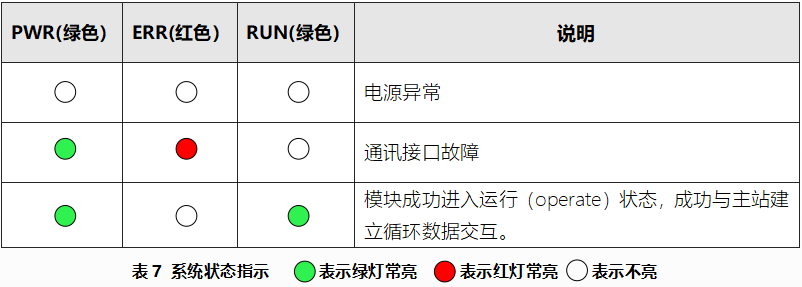 PWR(绿色) ERR(红色) RUN(绿色) 说明
电源异常
通讯接口故障
模块成功进入运行（operate）状态，成功与主站建
立循环数据交互。
表 7 系统状态指示 表示绿灯常亮 表示红灯常亮 表示不亮